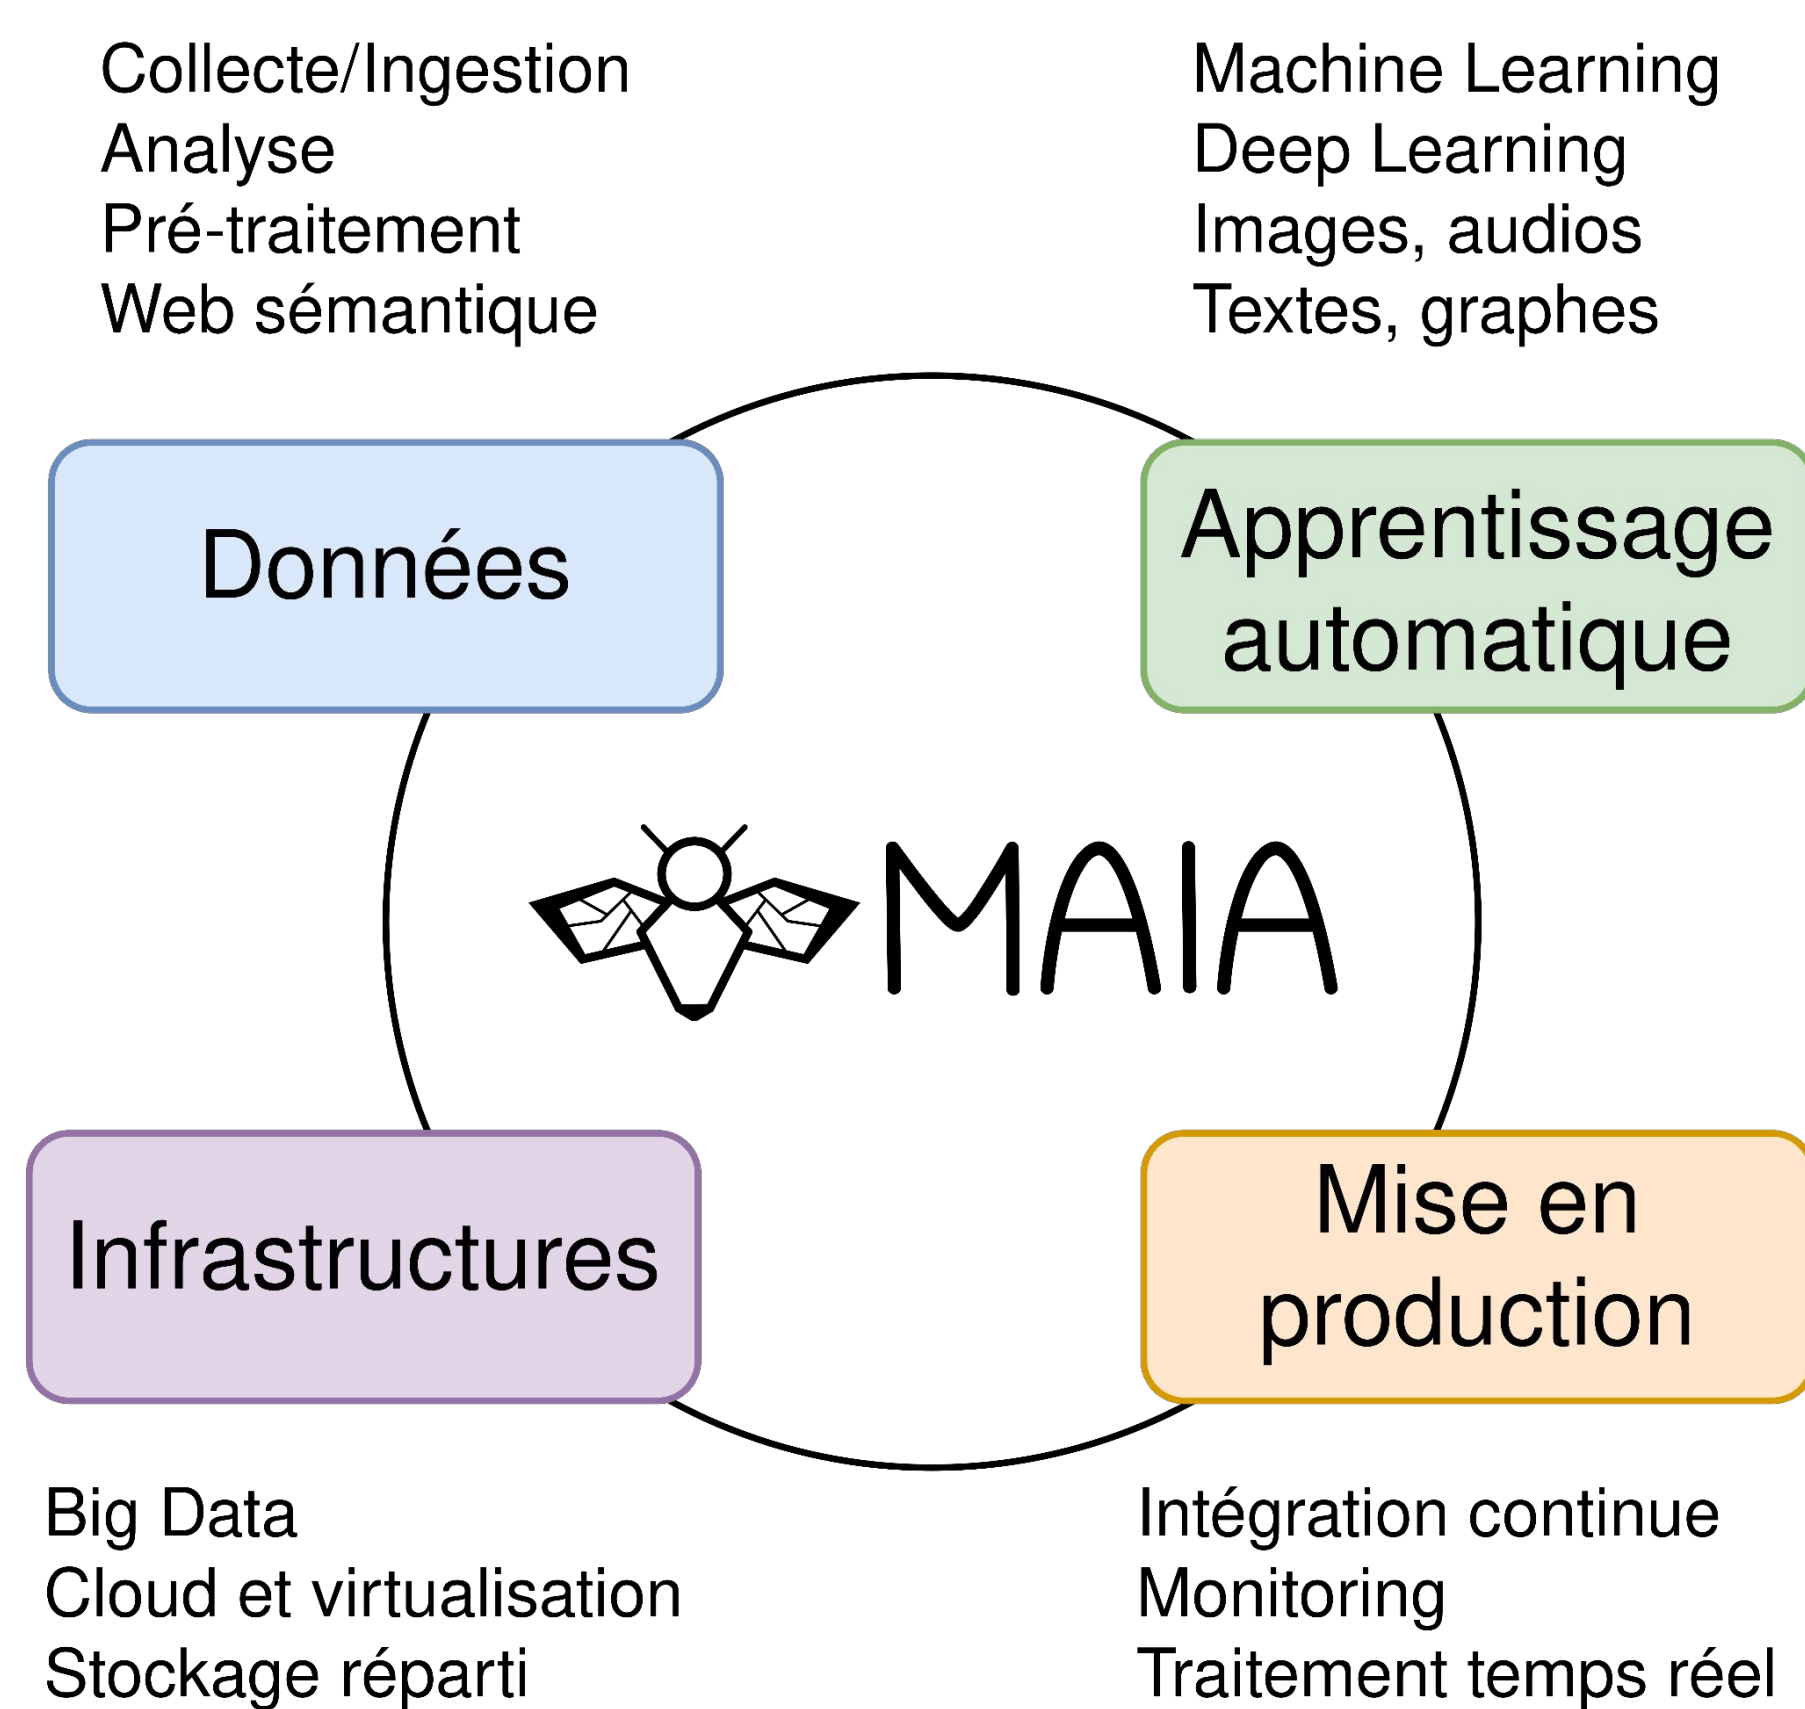 Collecte/Ingestion
Analyse
Pré-traitement
Web sémantique
Machine Learning
Deep Learning
Images, audios
Textes, graphes
Données
Apprentissage
automatique
MAIA
Infrastructures
Mise en
production
Big Data
Cloud et virtualisation
Stockage réparti
Intégration continue
Monitoring
Traitement temps réel